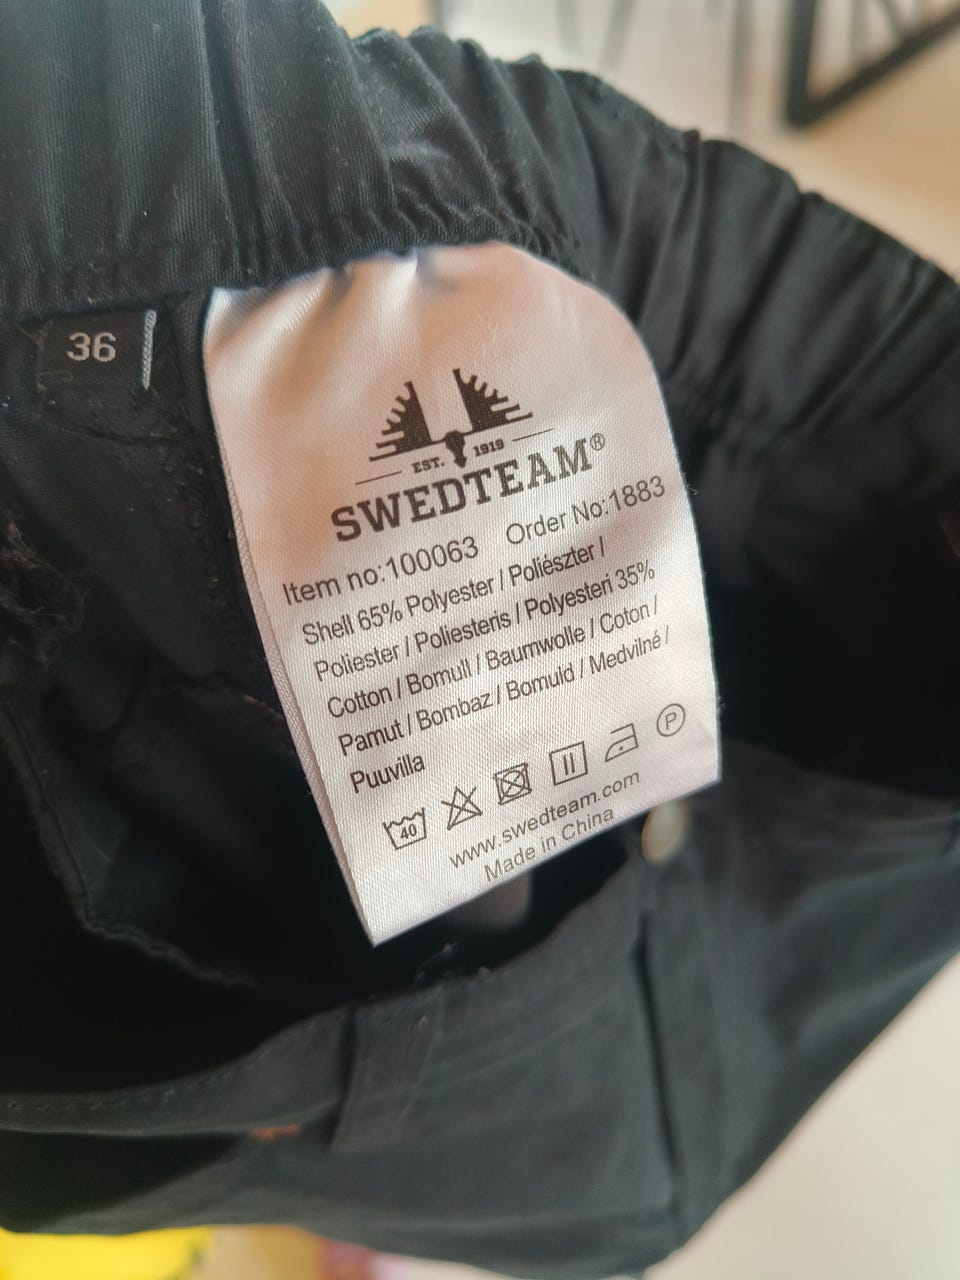 36
EST. 1919
SWEDTEAM®
Item no:100063 Order No:1883
Shell 65% Polyester / Poliészter /
Poliester / Poliesteris / Polyesteri 35%
Cotton / Bomull / Baumwolle / Coton /
Pamut / Bombaz / Bomuld / Medvilné /
Puuvilla
40 P
www.swedteam.com
Made in China